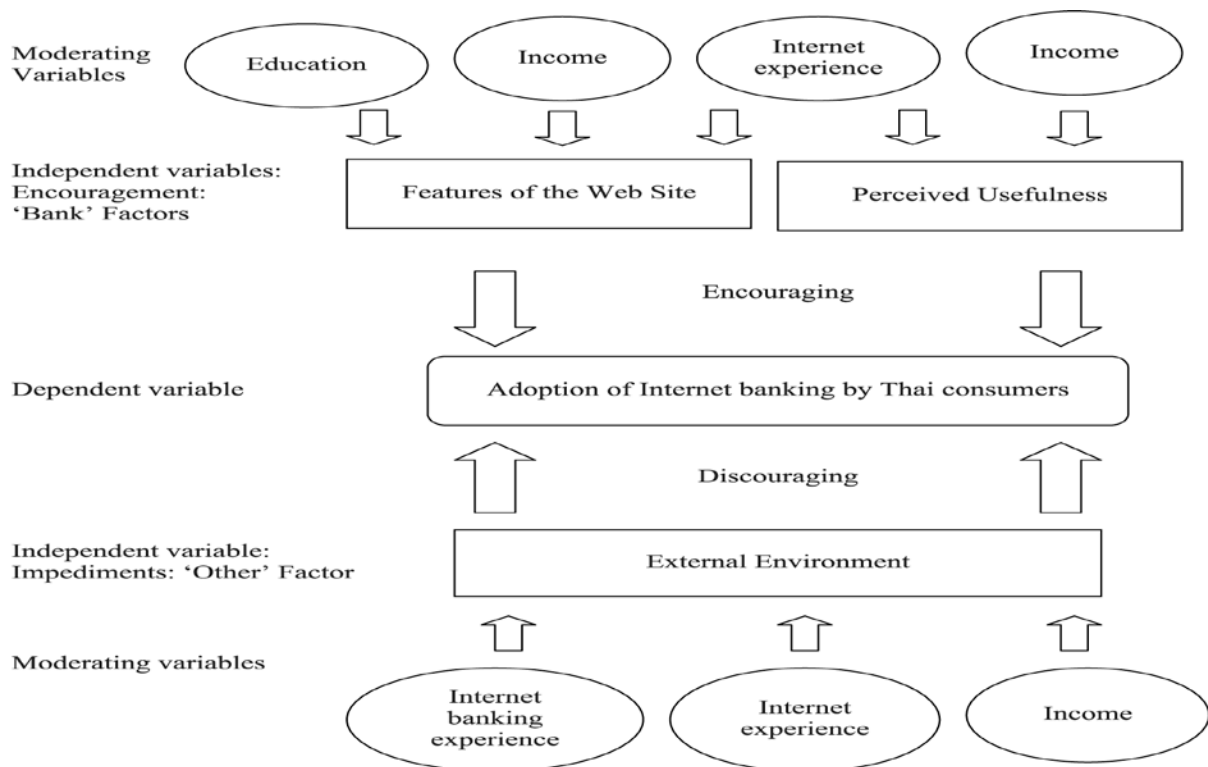 Moderating
Variables
Education
Income
Internet
experience
Income
Independent variables:
Encouragement:
‘Bank’ Factors
Features of the Web Site
Perceived Usefulness
Encouraging
Dependent variable
Adoption of Internet banking by Thai consumers
Discouraging
Independent variable:
Impediments: ‘Other’ Factor
External Environment
Moderating variables
Internet
banking
experience
Internet
experience
Income